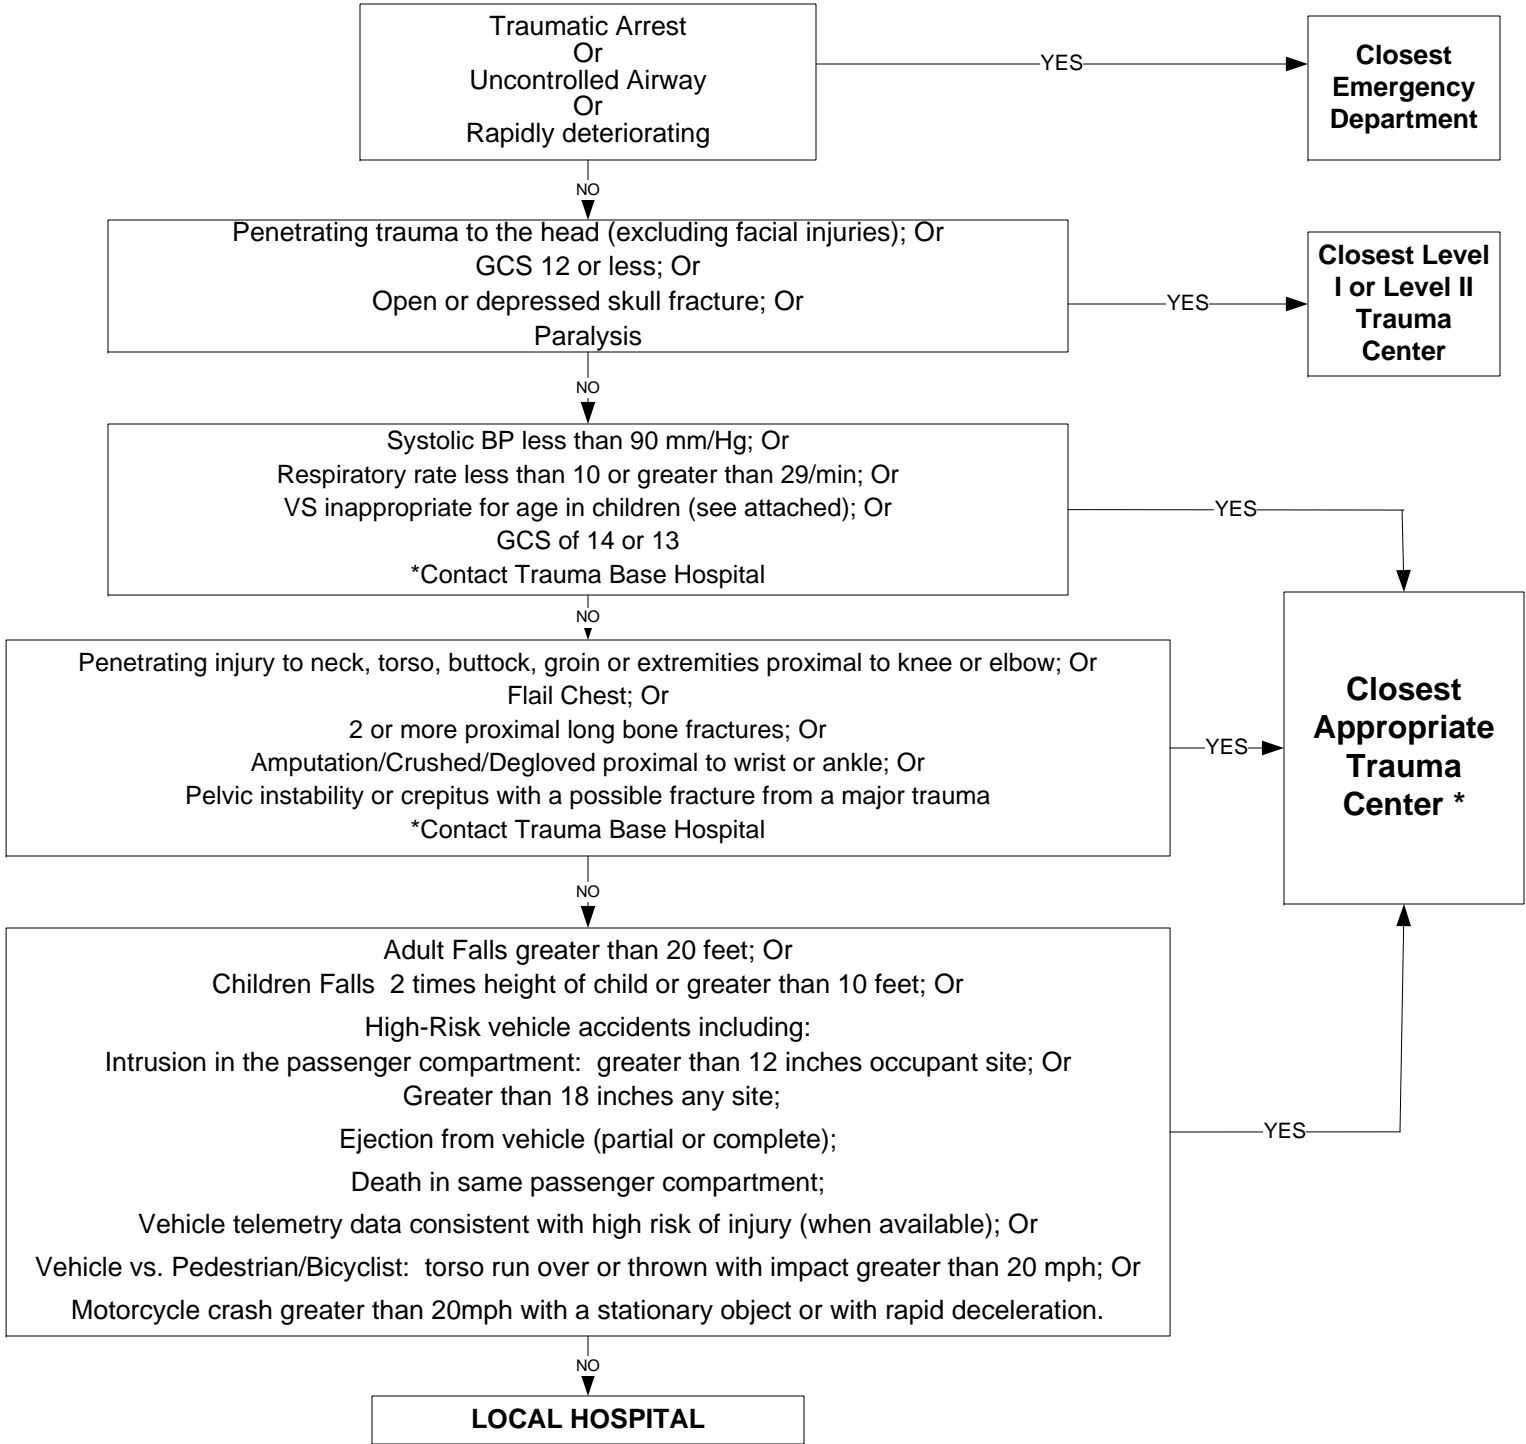 Traumatic Arrest
Or
Uncontrolled Airway
Or
Rapidly deteriorating
YES
Closest
Emergency
Department
NO
Penetrating trauma to the head (excluding facial injuries); Or
GCS 12 or less; Or
Open or depressed skull fracture; Or
Paralysis
YES
Closest Level
I or Level II
Trauma
Center
NO
Systolic BP less than 90 mm/Hg; Or
Respiratory rate less than 10 or greater than 29/min; Or
VS inappropriate for age in children (see attached); Or
GCS of 14 or 13
*Contact Trauma Base Hospital
YES
NO
Penetrating injury to neck, torso, buttock, groin or extremities proximal to knee or elbow; Or
Flail Chest; Or
2 or more proximal long bone fractures; Or
Amputation/Crushed/Degloved proximal to wrist or ankle; Or
Pelvic instability or crepitus with a possible fracture from a major trauma
*Contact Trauma Base Hospital
YES
Closest
Appropriate
Trauma
Center *
NO
Adult Falls greater than 20 feet; Or
Children Falls  2 times height of child or greater than 10 feet; Or
High-Risk vehicle accidents including:
Intrusion in the passenger compartment:  greater than 12 inches occupant site; Or
Greater than 18 inches any site;
Ejection from vehicle (partial or complete);
Death in same passenger compartment;
Vehicle telemetry data consistent with high risk of injury (when available); Or
Vehicle vs. Pedestrian/Bicyclist:  torso run over or thrown with impact greater than 20 mph; Or
Motorcycle crash greater than 20mph with a stationary object or with rapid deceleration.
YES
NO
LOCAL HOSPITAL